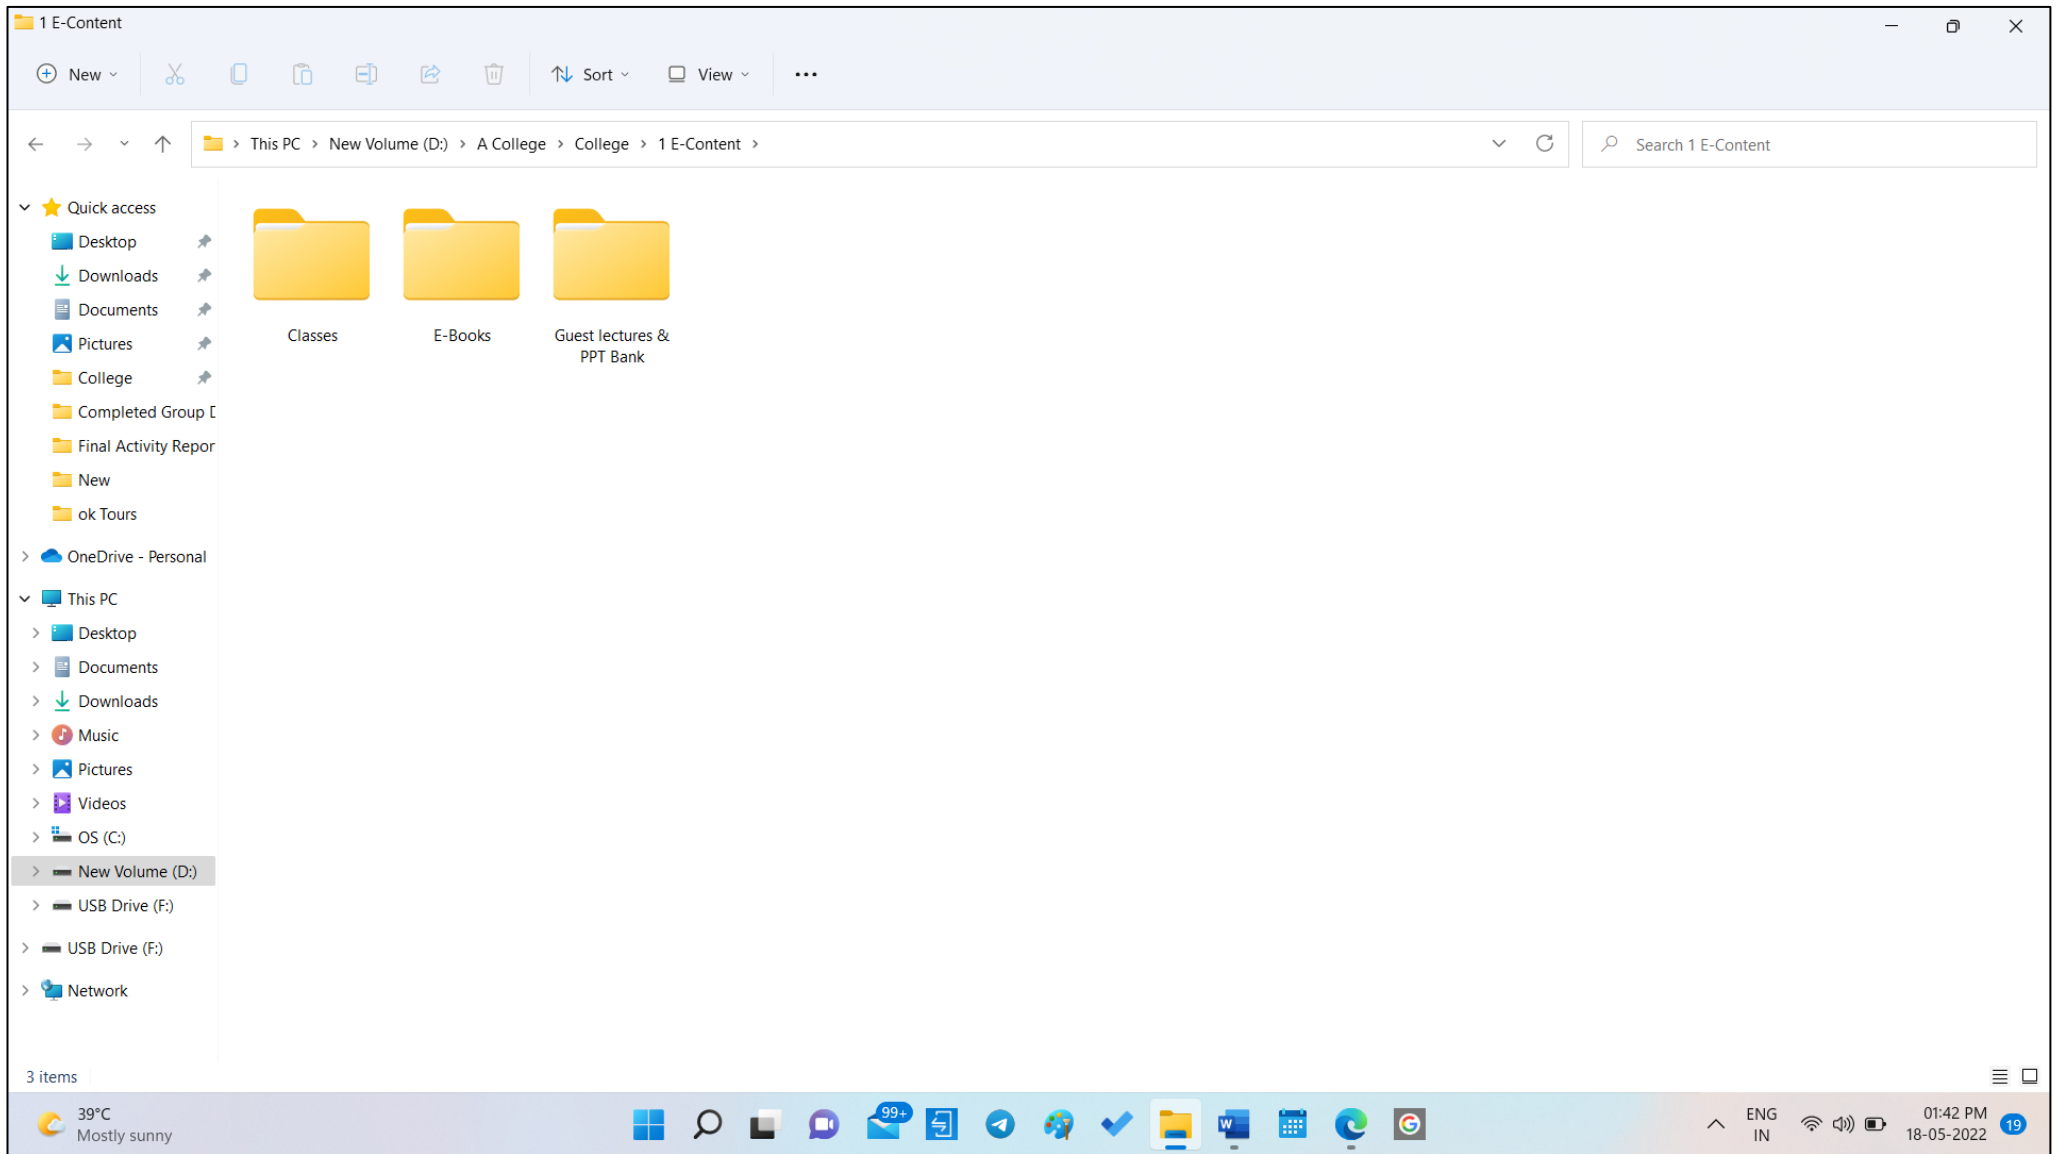 1 E-Content
New
Sort
View
This PC > New Volume (D:) > A College > College > 1 E-Content >
Search 1 E-Content
Quick access
Desktop
Downloads
Documents
Pictures
College
Completed Group D
Final Activity Repor
New
ok Tours
OneDrive - Personal
This PC
Desktop
Documents
Downloads
Music
Pictures
Videos
OS (C:)
New Volume (D:)
USB Drive (F:)
USB Drive (F:)
Network
Classes
E-Books
Guest lectures &
PPT Bank
3 items
39°C
Mostly sunny
99+
ENG
IN
01:42 PM
18-05-2022
19